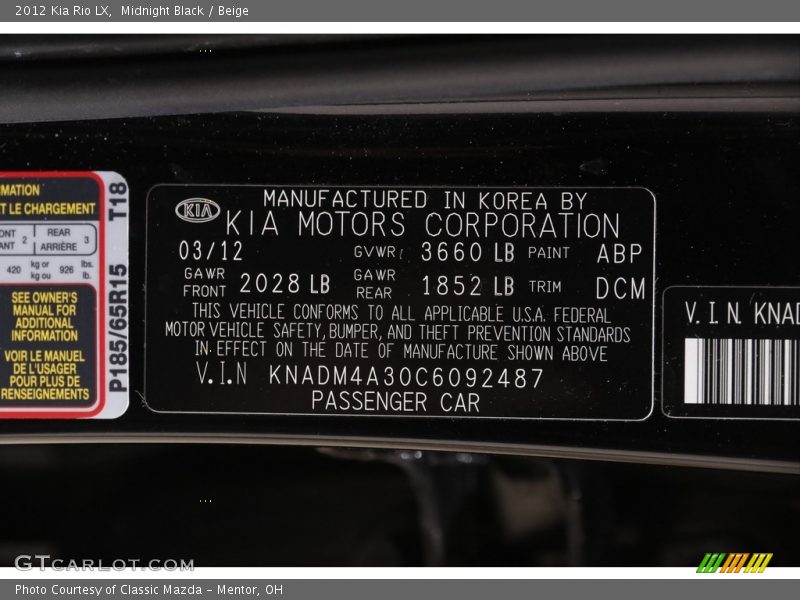 2012 Kia Rio LX, Midnight Black / Beige
MATION
T LE CHARGEMENT
ONT
ANT 2
REAR
ARRIÈRE 3
420 kg or
kg ou 926 lbs.
lb.
SEE OWNER'S
MANUAL FOR
ADDITIONAL
INFORMATION
VOIR LE MANUEL
DE L'USAGER
POUR PLUS DE
RENSEIGNEMENTS
P185/65R15 T18
KIA
MANUFACTURED IN KOREA BY
KIA MOTORS CORPORATION
03/12 GVWR: 3660 LB PAINT ABP
GAWR
FRONT 2028 LB GAWR
REAR 1852 LB TRIM DCM
THIS VEHICLE CONFORMS TO ALL APPLICABLE U.S.A. FEDERAL
MOTOR VEHICLE SAFETY, BUMPER, AND THEFT PREVENTION STANDARDS
IN EFFECT ON THE DATE OF MANUFACTURE SHOWN ABOVE
V.I.N KNADM4A30C6092487
PASSENGER CAR
V.I.N. KNAD
GTCARLOT.COM
Photo Courtesy of Classic Mazda - Mentor, OH